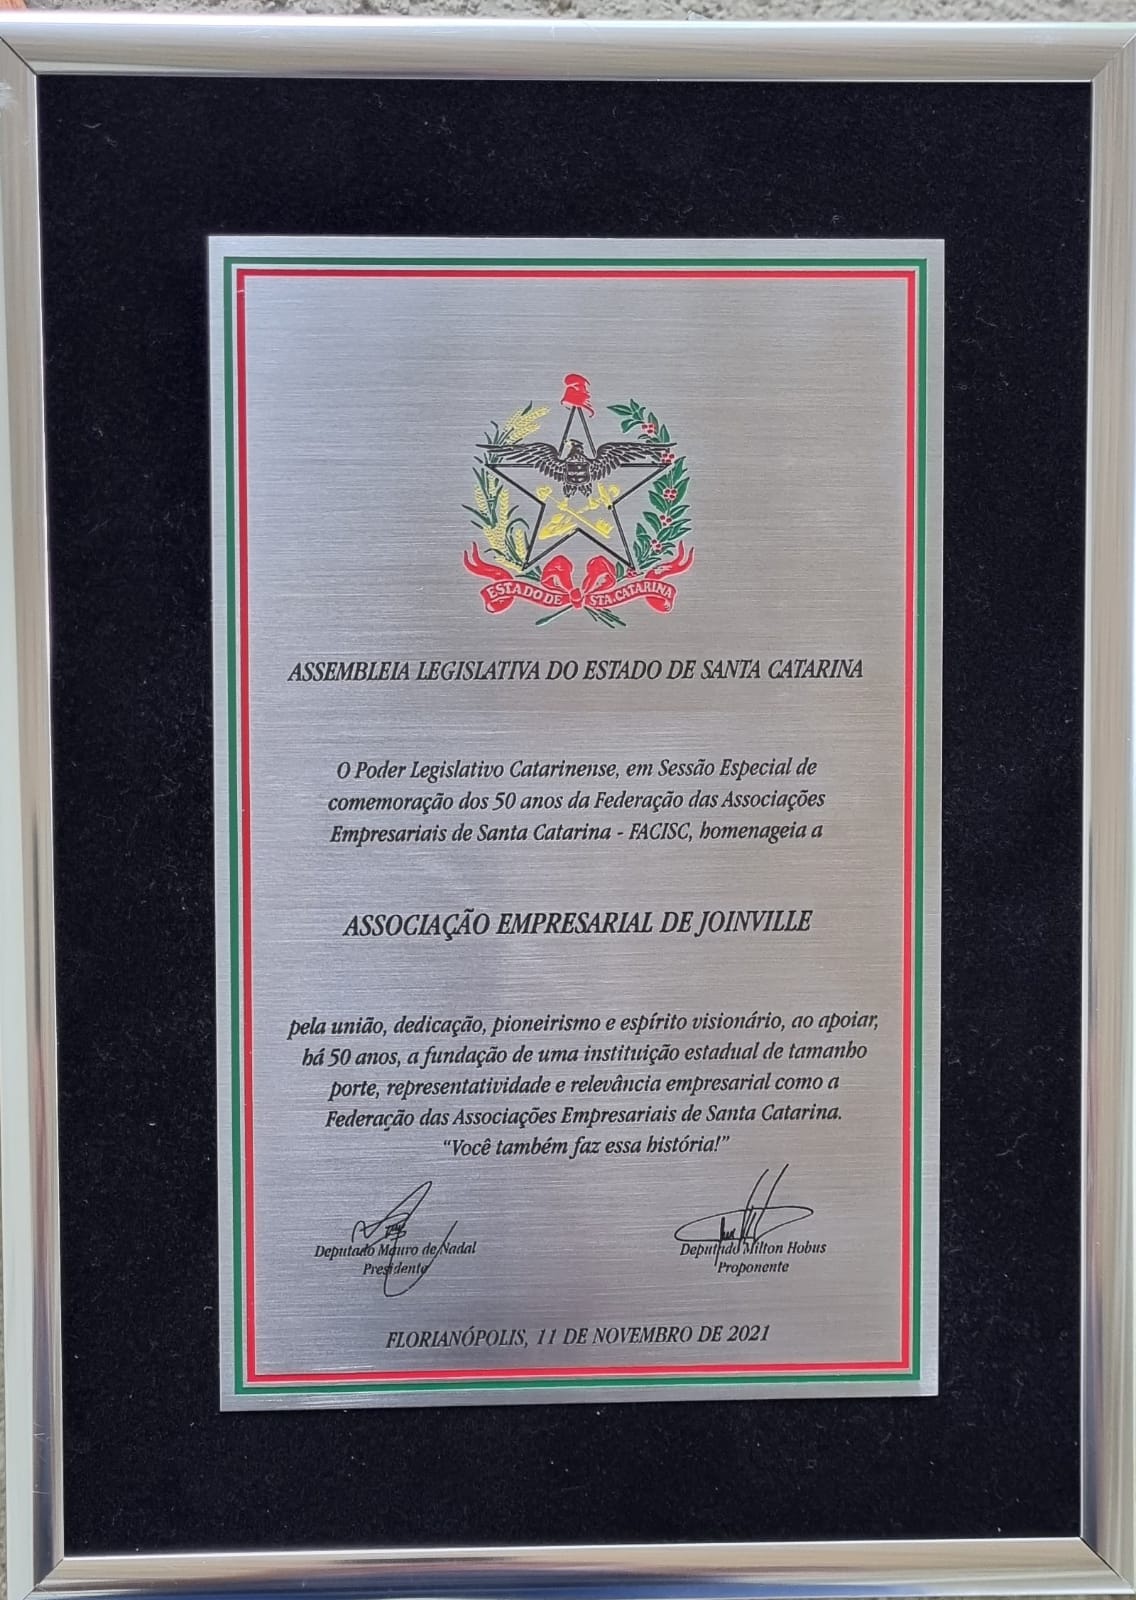 ESTADO DE STA. CATARINA
ASSEMBLEIA LEGISLATIVA DO ESTADO DE SANTA CATARINA
O Poder Legislativo Catarinense, em Sessão Especial de
comemoração dos 50 anos da Federação das Associações
Empresariais de Santa Catarina - FACISC, homenageia a
ASSOCIAÇÃO EMPRESARIAL DE JOINVILLE
pela união, dedicação, pioneirismo e espírito visionário, ao apoiar,
há 50 anos, a fundação de uma instituição estadual de tamanho
porte, representatividade e relevância empresarial como a
Federação das Associações Empresariais de Santa Catarina.
“Você também faz essa história!”
Deputado Mauro de Nadal
Presidente
Deputado Milton Hobus
Proponente
FLORIANÓPOLIS, 11 DE NOVEMBRO DE 2021